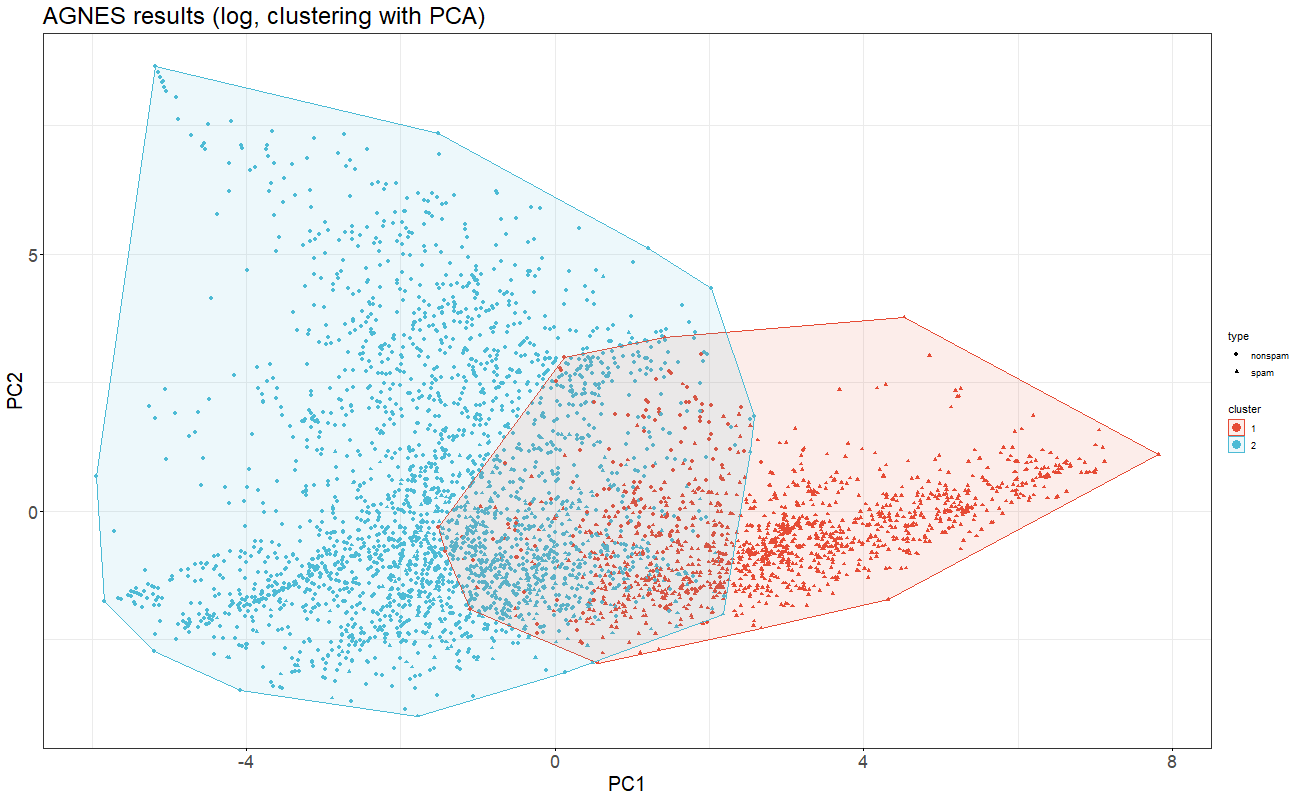 AGNES results (log, clustering with PCA)
PC2
5
0
-4
0
4
8
PC1
type
nonspam
spam
cluster
1
2